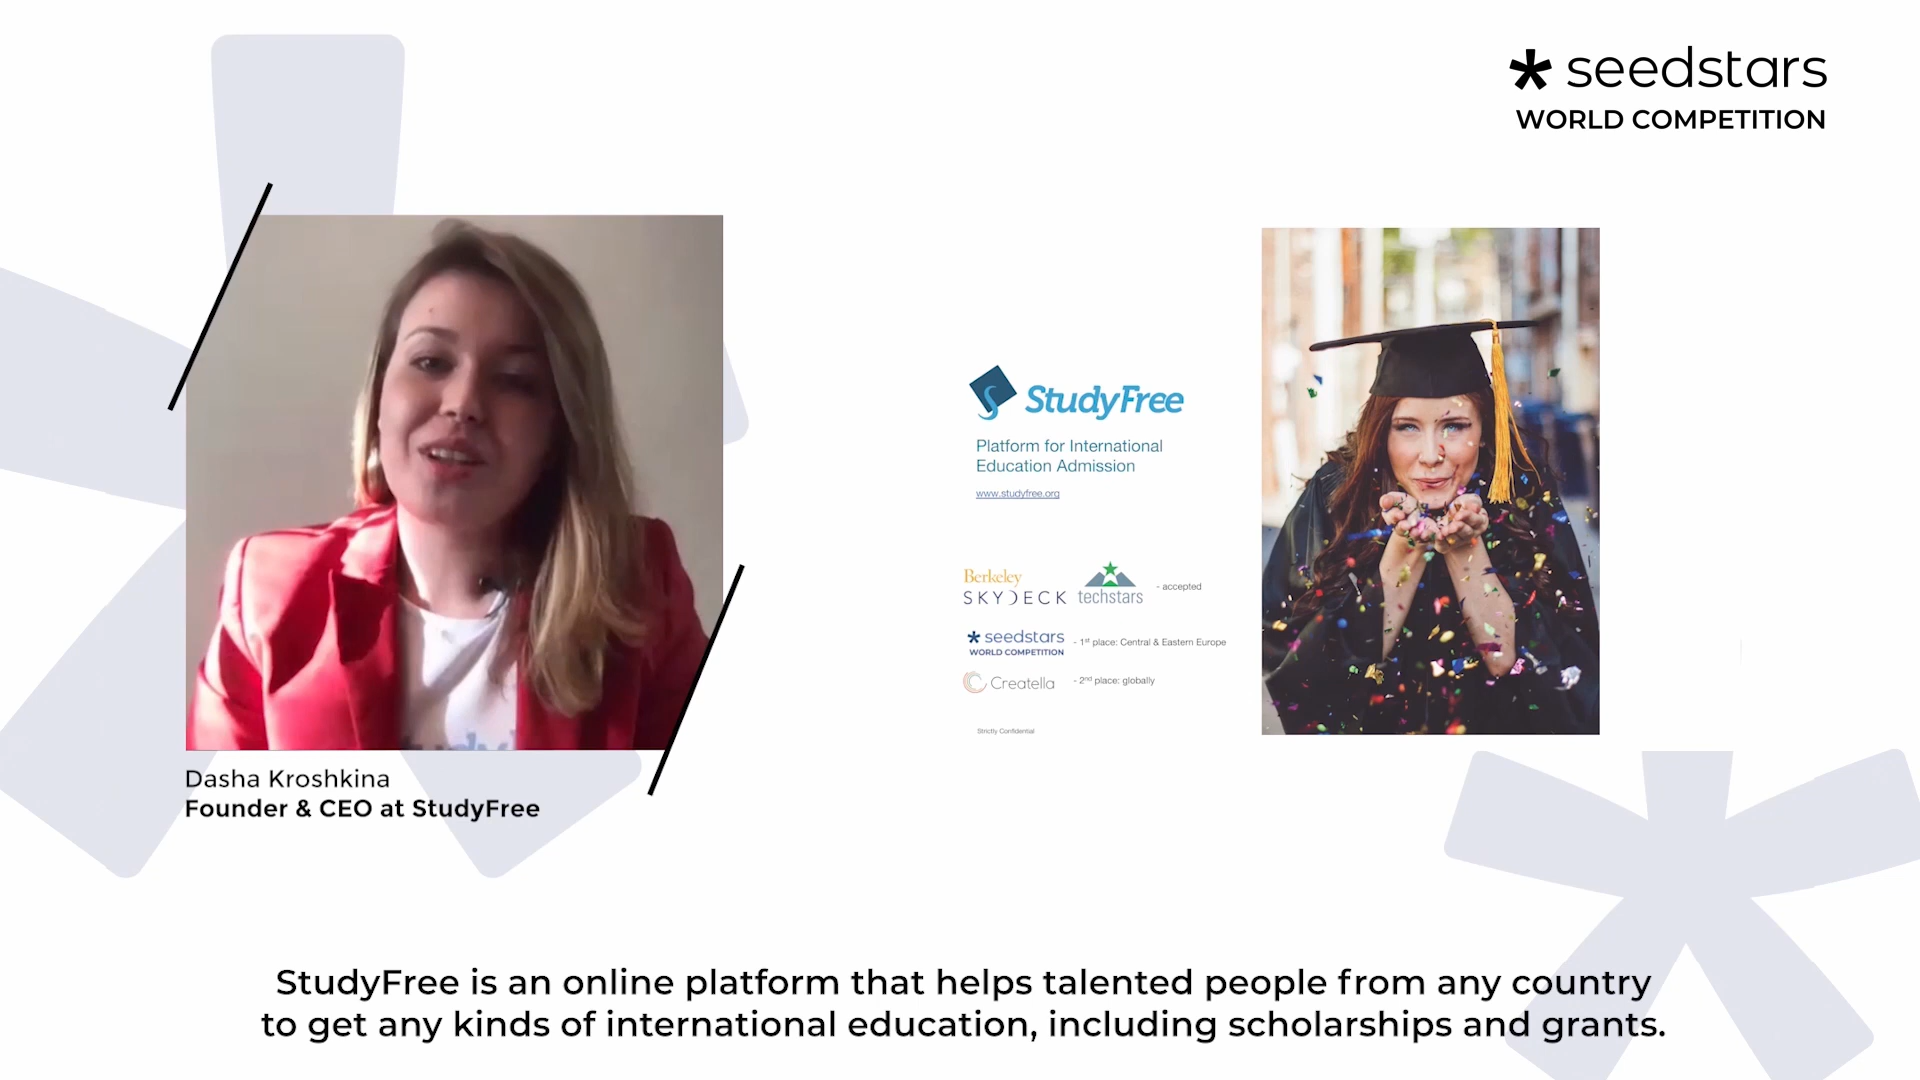 seedstars
WORLD COMPETITION
StudyFree
Platform for International
Education Admission
www.studyfree.org
Berkeley
SKYDECK
techstars
- accepted
seedstars
WORLD COMPETITION
- 1st place: Central & Eastern Europe
Creatella
- 2nd place: globally
Strictly Confidential
Dasha Kroshkina
Founder & CEO at StudyFree
StudyFree is an online platform that helps talented people from any country
to get any kinds of international education, including scholarships and grants.